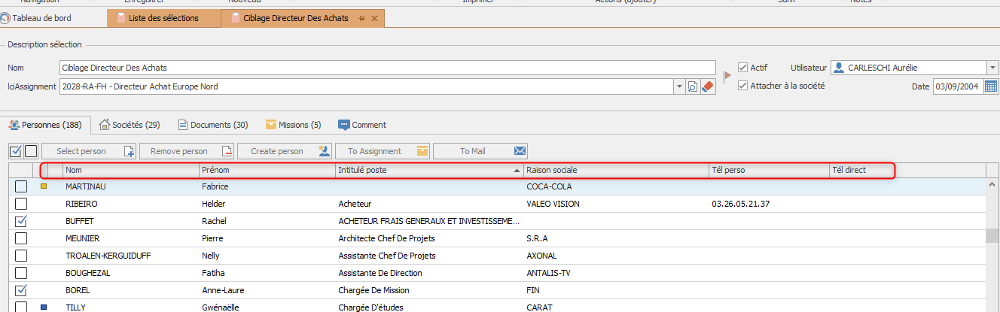 Navigation Enregistrer Nouveau Imprimer Actions (ajouter) Suivi Notes
Tableau de bord Liste des sélections Ciblage Directeur Des Achats
Description sélection
Nom Ciblage Directeur Des Achats Actif Utilisateur CARLESCHI Aurélie
lciAssignment 2028-RA-FH - Directeur Achat Europe Nord Attacher à la société Date 03/09/2004
Personnes (188) Sociétés (29) Documents (30) Missions (5) Comment
Select person Remove person Create person To Assignment To Mail
Nom Prénom Intitulé poste Raison sociale Tél perso Tél direct
MARTINAU Fabrice COCA-COLA
RIBEIRO Helder Acheteur VALEO VISION 03.26.05.21.37
BUFFET Rachel ACHETEUR FRAIS GENERAUX ET INVESTISSEME...
MEUNIER Pierre Architecte Chef De Projets S.R.A
TROALEN-KERGUIDUFF Nelly Assistante Chef De Projets AXONAL
BOUGHEZAL Fatiha Assistante De Direction ANTALIS-TV
BOREL Anne-Laure Chargée De Mission FIN
TILLY Gwénaëlle Chargée D'études CARAT